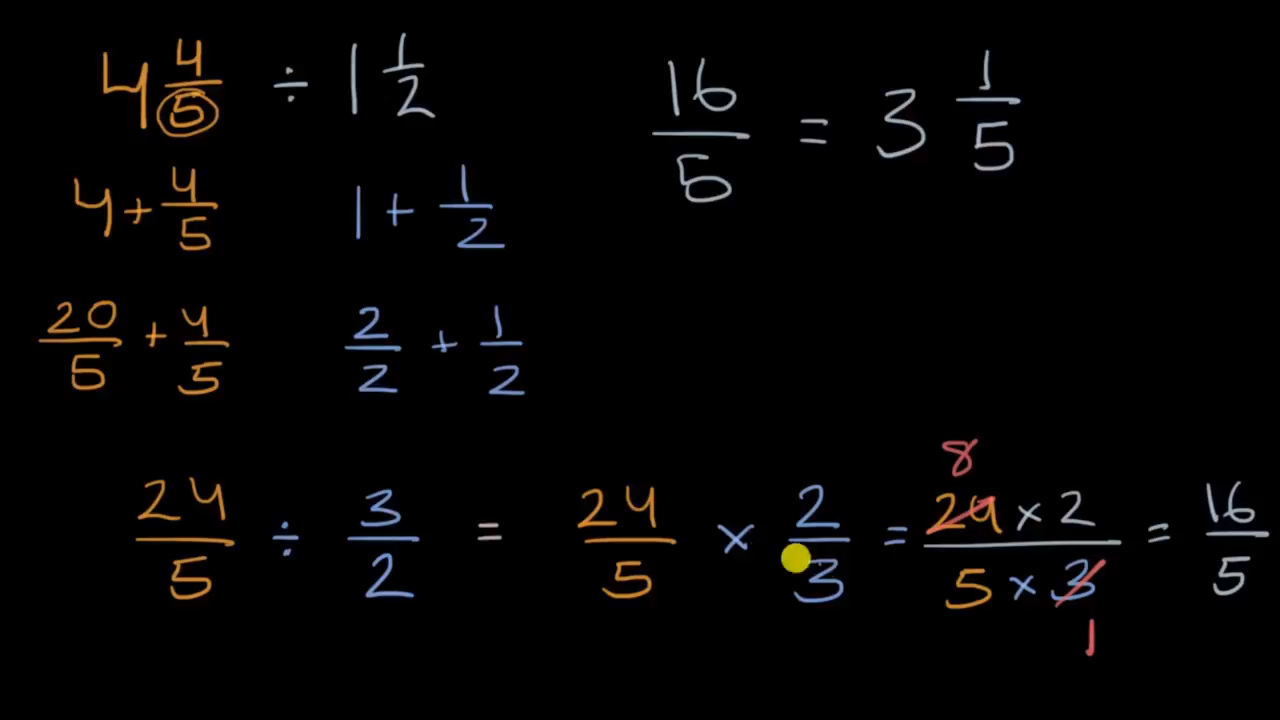 4 4/5 ÷ 1 1/2
16/5 = 3 1/5
4 + 4/5    1 + 1/2
20/5 + 4/5    2/2 + 1/2
8
24/5 ÷ 3/2 = 24/5 × 2/3 = 24 × 2 / 5 × 3 = 16/5
1